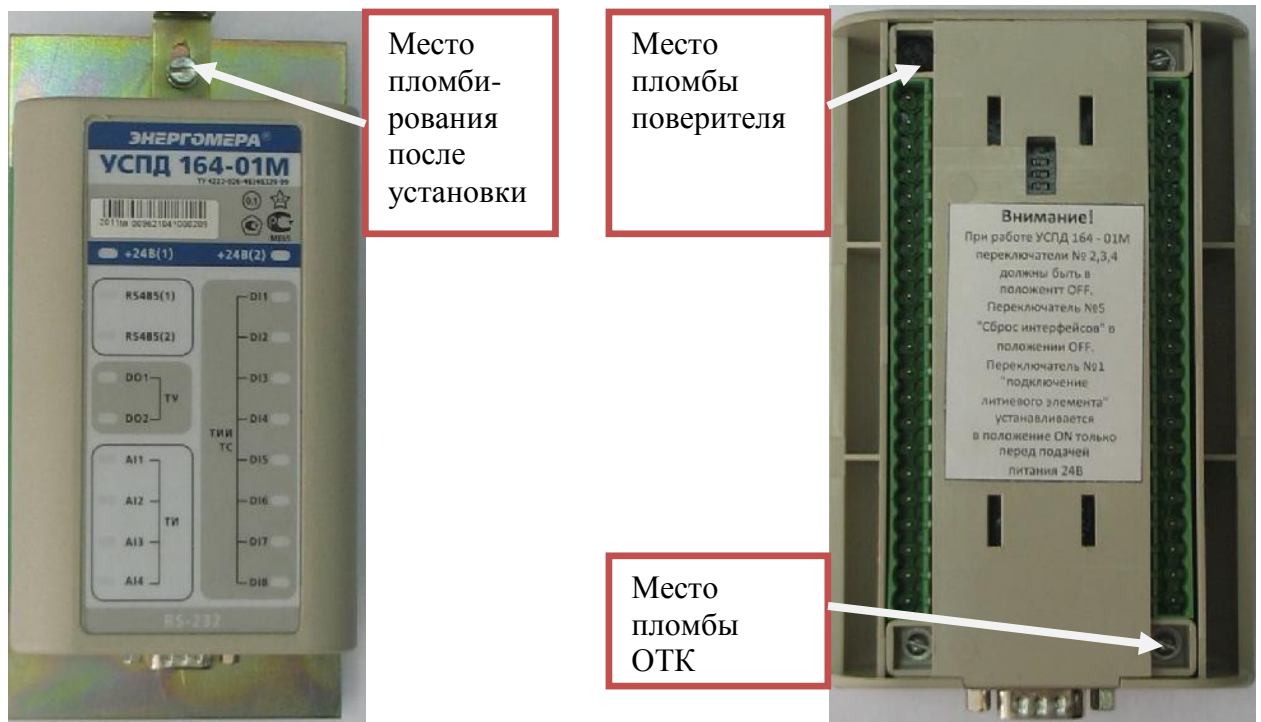 Место
пломби-
рования
после
установки
Место
пломбы
поверителя
Место
пломбы
ОТК
ЭНЕРГОМЕРА®
УСПД 164-01М
+24В(1) +24В(2)
RS485(1)
RS485(2)
DO1
ТУ
DO2
AI1
AI2
ТИ
AI3
AI4
ТИИ
ТС
DI1
DI2
DI3
DI4
DI5
DI6
DI7
DI8
RS-232
Внимание!
При работе УСПД 164 - 01М
переключатели № 2,3,4
должны быть в
положентт OFF.
Переключатель №5
"Сброс интерфейсов" в
положении OFF.
Переключатель №1
"подключение
литиевого элемента"
устанавливается
в положение ON только
перед подачей
питания 24В